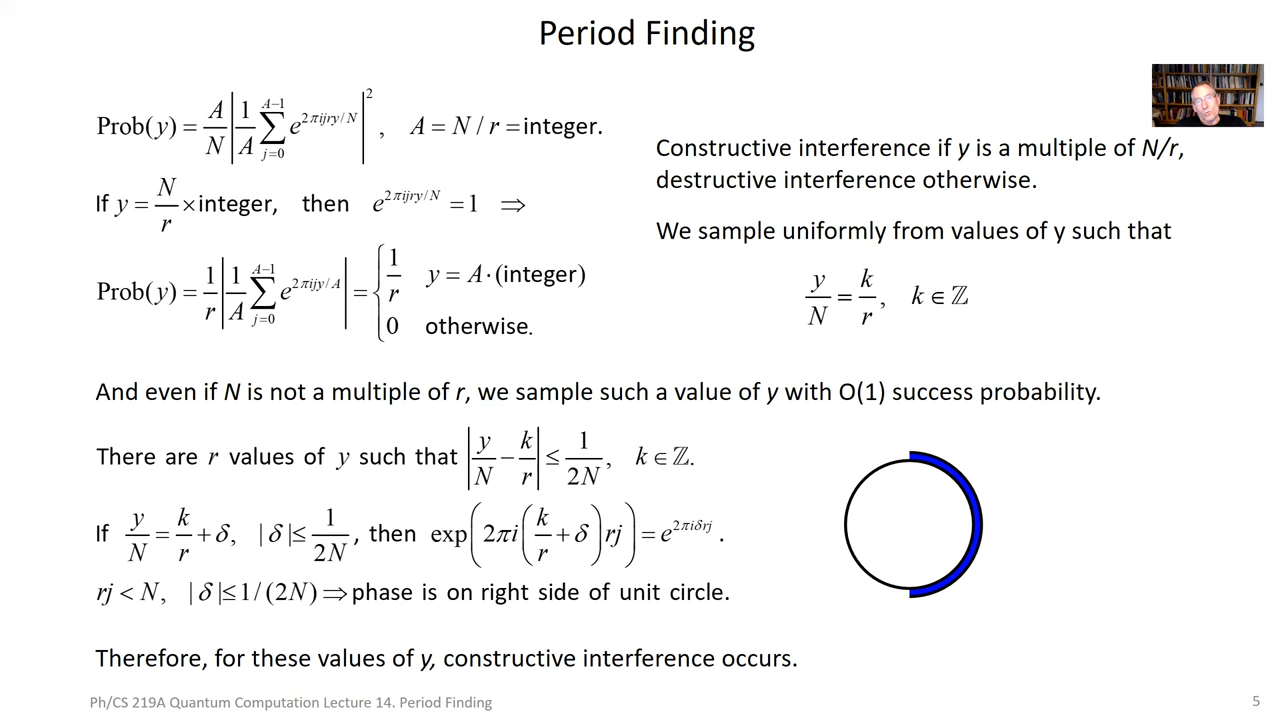 Period Finding
Prob(y) = A/N |1/A ∑_{j=0}^{A−1} e^{2πijry/N}|², A = N / r = integer.
If y = N/r × integer, then e^{2πijry/N} = 1 ⇒
Prob(y) = 1/r |1/A ∑_{j=0}^{A−1} e^{2πijy/A}| = { 1/r y = A·(integer)
0 otherwise.
Constructive interference if y is a multiple of N/r,
destructive interference otherwise.
We sample uniformly from values of y such that
y/N = k/r, k ∈ ℤ
And even if N is not a multiple of r, we sample such a value of y with O(1) success probability.
There are r values of y such that |y/N − k/r| ≤ 1/2N, k ∈ ℤ.
If y/N = k/r + δ, |δ| ≤ 1/2N, then exp(2πi(k/r + δ)rj) = e^{2πiδrj}.
rj < N, |δ| ≤ 1/(2N) ⇒ phase is on right side of unit circle.
Therefore, for these values of y, constructive interference occurs.
Ph/CS 219A Quantum Computation Lecture 14. Period Finding
5